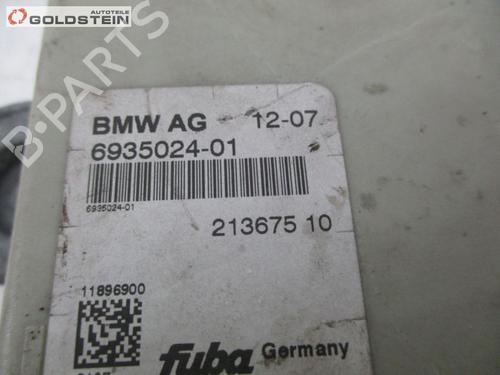 AUTOTEILE
GOLDSTEIN
B-PARTS
BMW AG 12-07
6935024-01
6935024-01
213675 10
11896900
fuba Germany